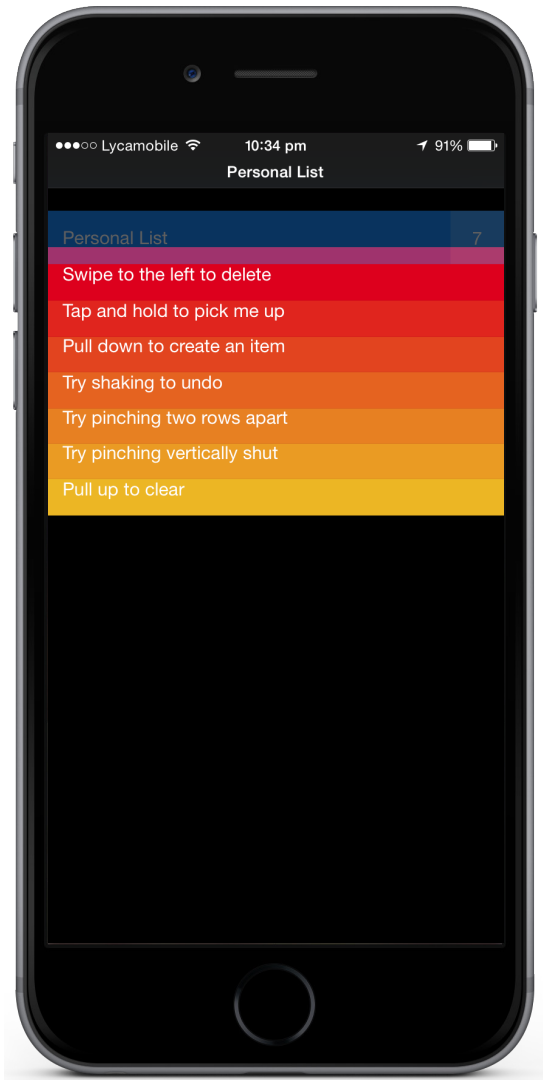 Lycamobile 10:34 pm 91%
Personal List
Personal List 7
Swipe to the left to delete
Tap and hold to pick me up
Pull down to create an item
Try shaking to undo
Try pinching two rows apart
Try pinching vertically shut
Pull up to clear